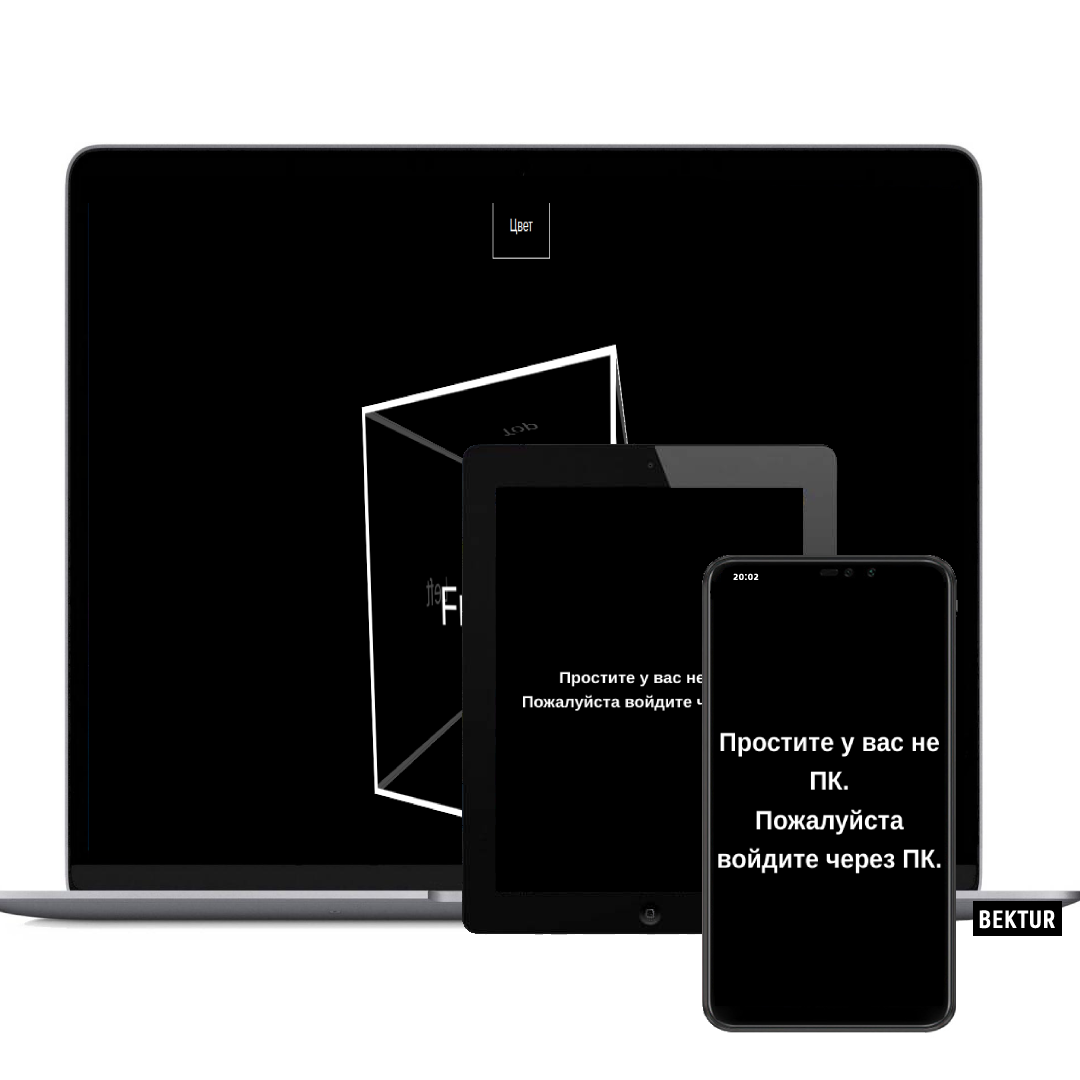 Цвет
Top
Left
Fr
Простите у вас не
Пожалуйста войдите ч
20:02
Простите у вас не
ПК.
Пожалуйста
войдите через ПК.
BEKTUR